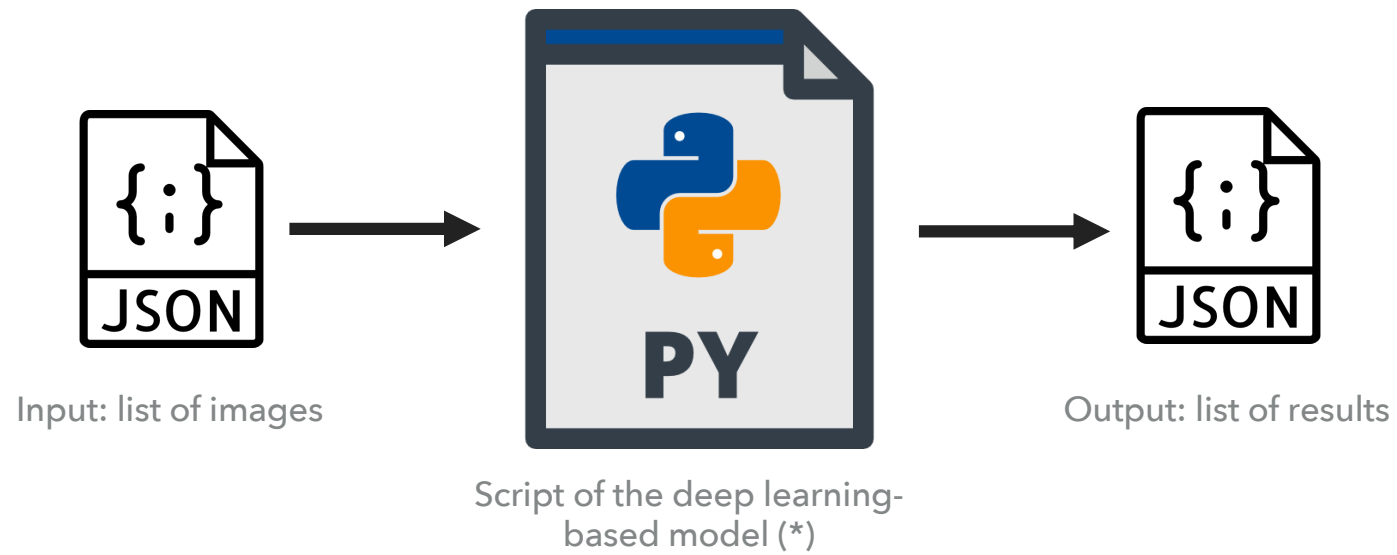 {;}
JSON
Input: list of images
PY
Script of the deep learning-
based model (*)
{;}
JSON
Output: list of results